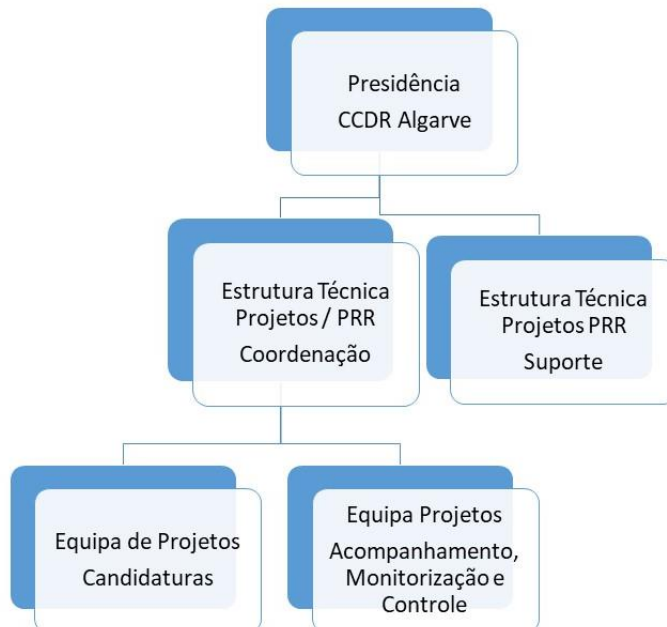 Presidência
CCDR Algarve
Estrutura Técnica
Projetos / PRR
Coordenação
Estrutura Técnica
Projetos PRR
Suporte
Equipa de Projetos
Candidaturas
Equipa Projetos
Acompanhamento,
Monitorização e
Controle